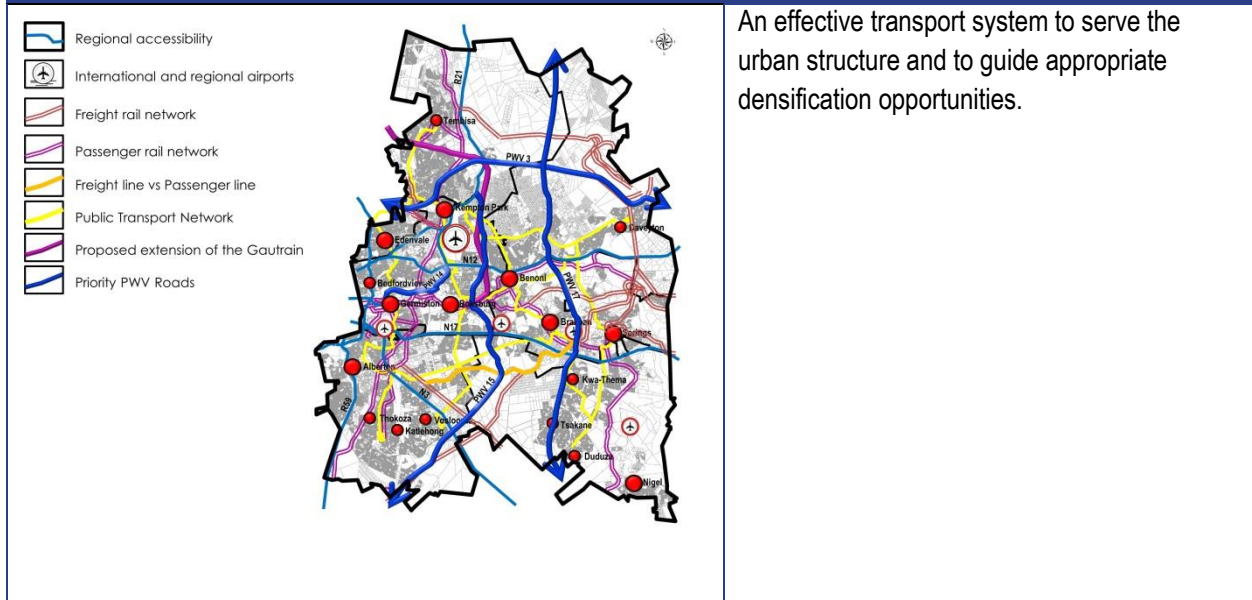 Regional accessibility
International and regional airports
Freight rail network
Passenger rail network
Freight line vs Passenger line
Public Transport Network
Proposed extension of the Gautrain
Priority PWV Roads
R21
Tembisa
PWV 3
Kempton Park
Daveyton
Edenvale
N12
Bedfordview
PWV 14
Benoni
PWV 17
Germiston
Boksburg
Brakpan
Springs
N17
Alberton
N3
PWV 15
Kwa-Thema
R59
Thokoza
Vosloo
Katlehong
Tsakane
Duduza
Nigel
An effective transport system to serve the
urban structure and to guide appropriate
densification opportunities.